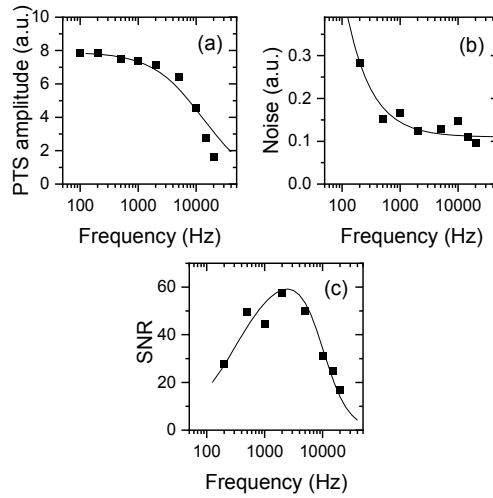 (a)
PTS amplitude (a.u.)
10
8
6
4
2
0
100 1000 10000
Frequency (Hz)
(b)
Noise (a.u.)
0.3
0.2
0.1
0.0
100 1000 10000
Frequency (Hz)
(c)
SNR
60
40
20
0
100 1000 10000
Frequency (Hz)